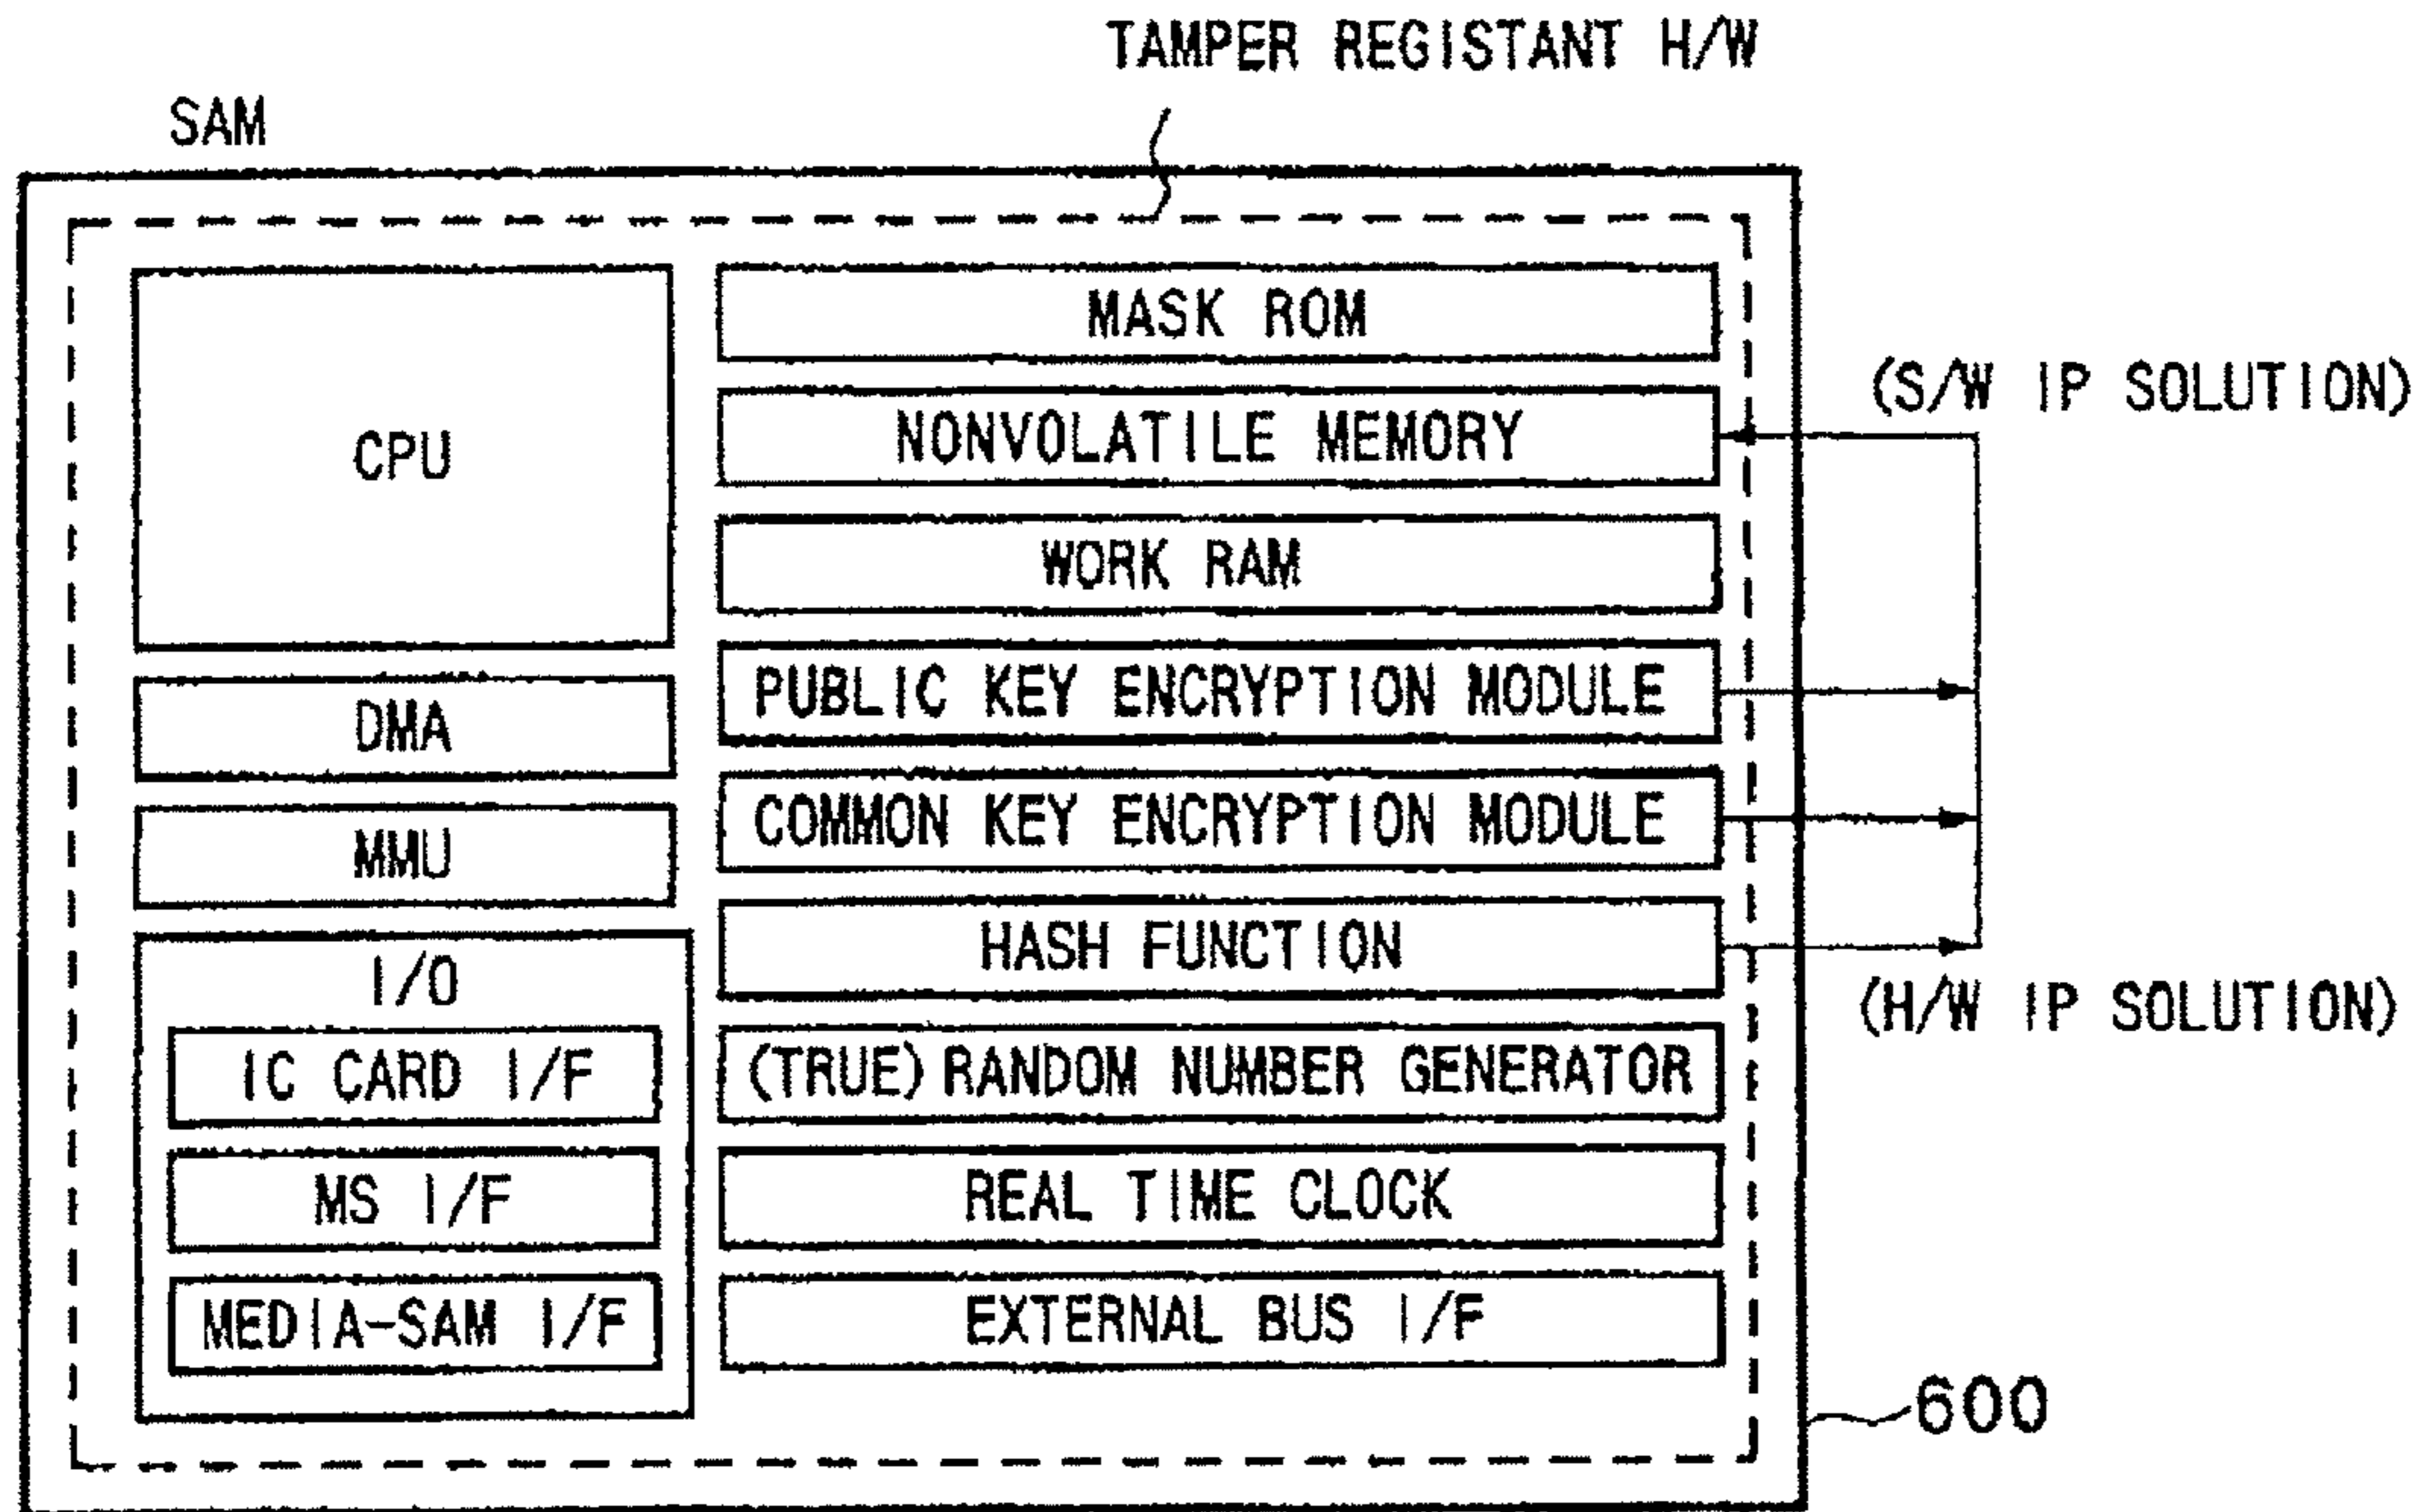 TAMPER REGISTANT H/W
SAM
CPU
DMA
MMU
I/O
IC CARD I/F
MS I/F
MEDIA-SAM I/F
MASK ROM
NONVOLATILE MEMORY
WORK RAM
PUBLIC KEY ENCRYPTION MODULE
COMMON KEY ENCRYPTION MODULE
HASH FUNCTION
(TRUE) RANDOM NUMBER GENERATOR
REAL TIME CLOCK
EXTERNAL BUS I/F
(S/W IP SOLUTION)
(H/W IP SOLUTION)
600